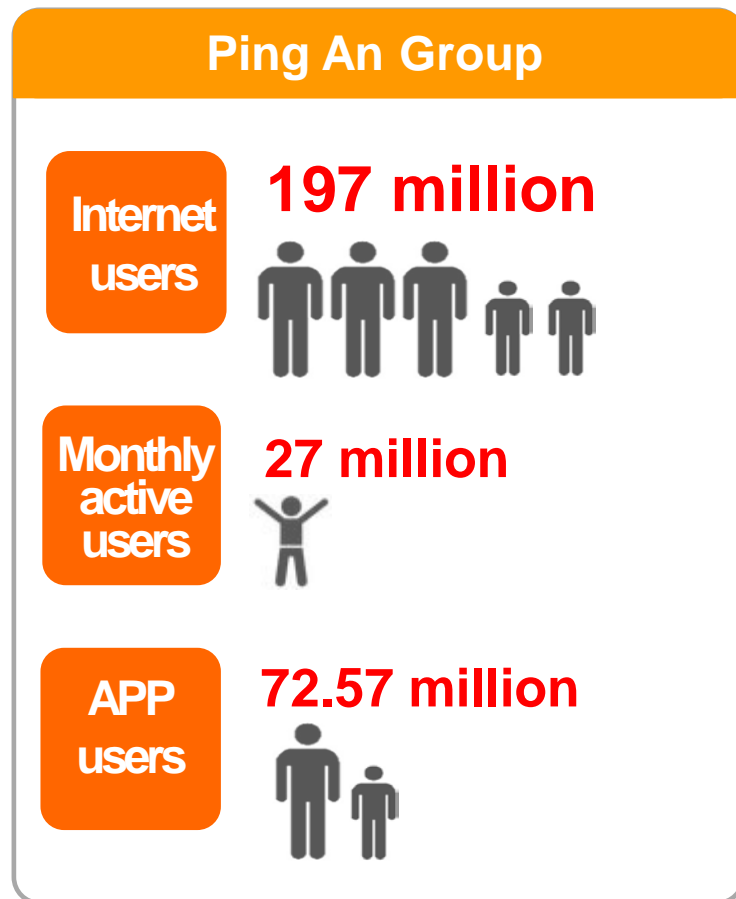 Ping An Group
Internet
users
197 million
Monthly
active
users
27 million
APP
users
72.57 million